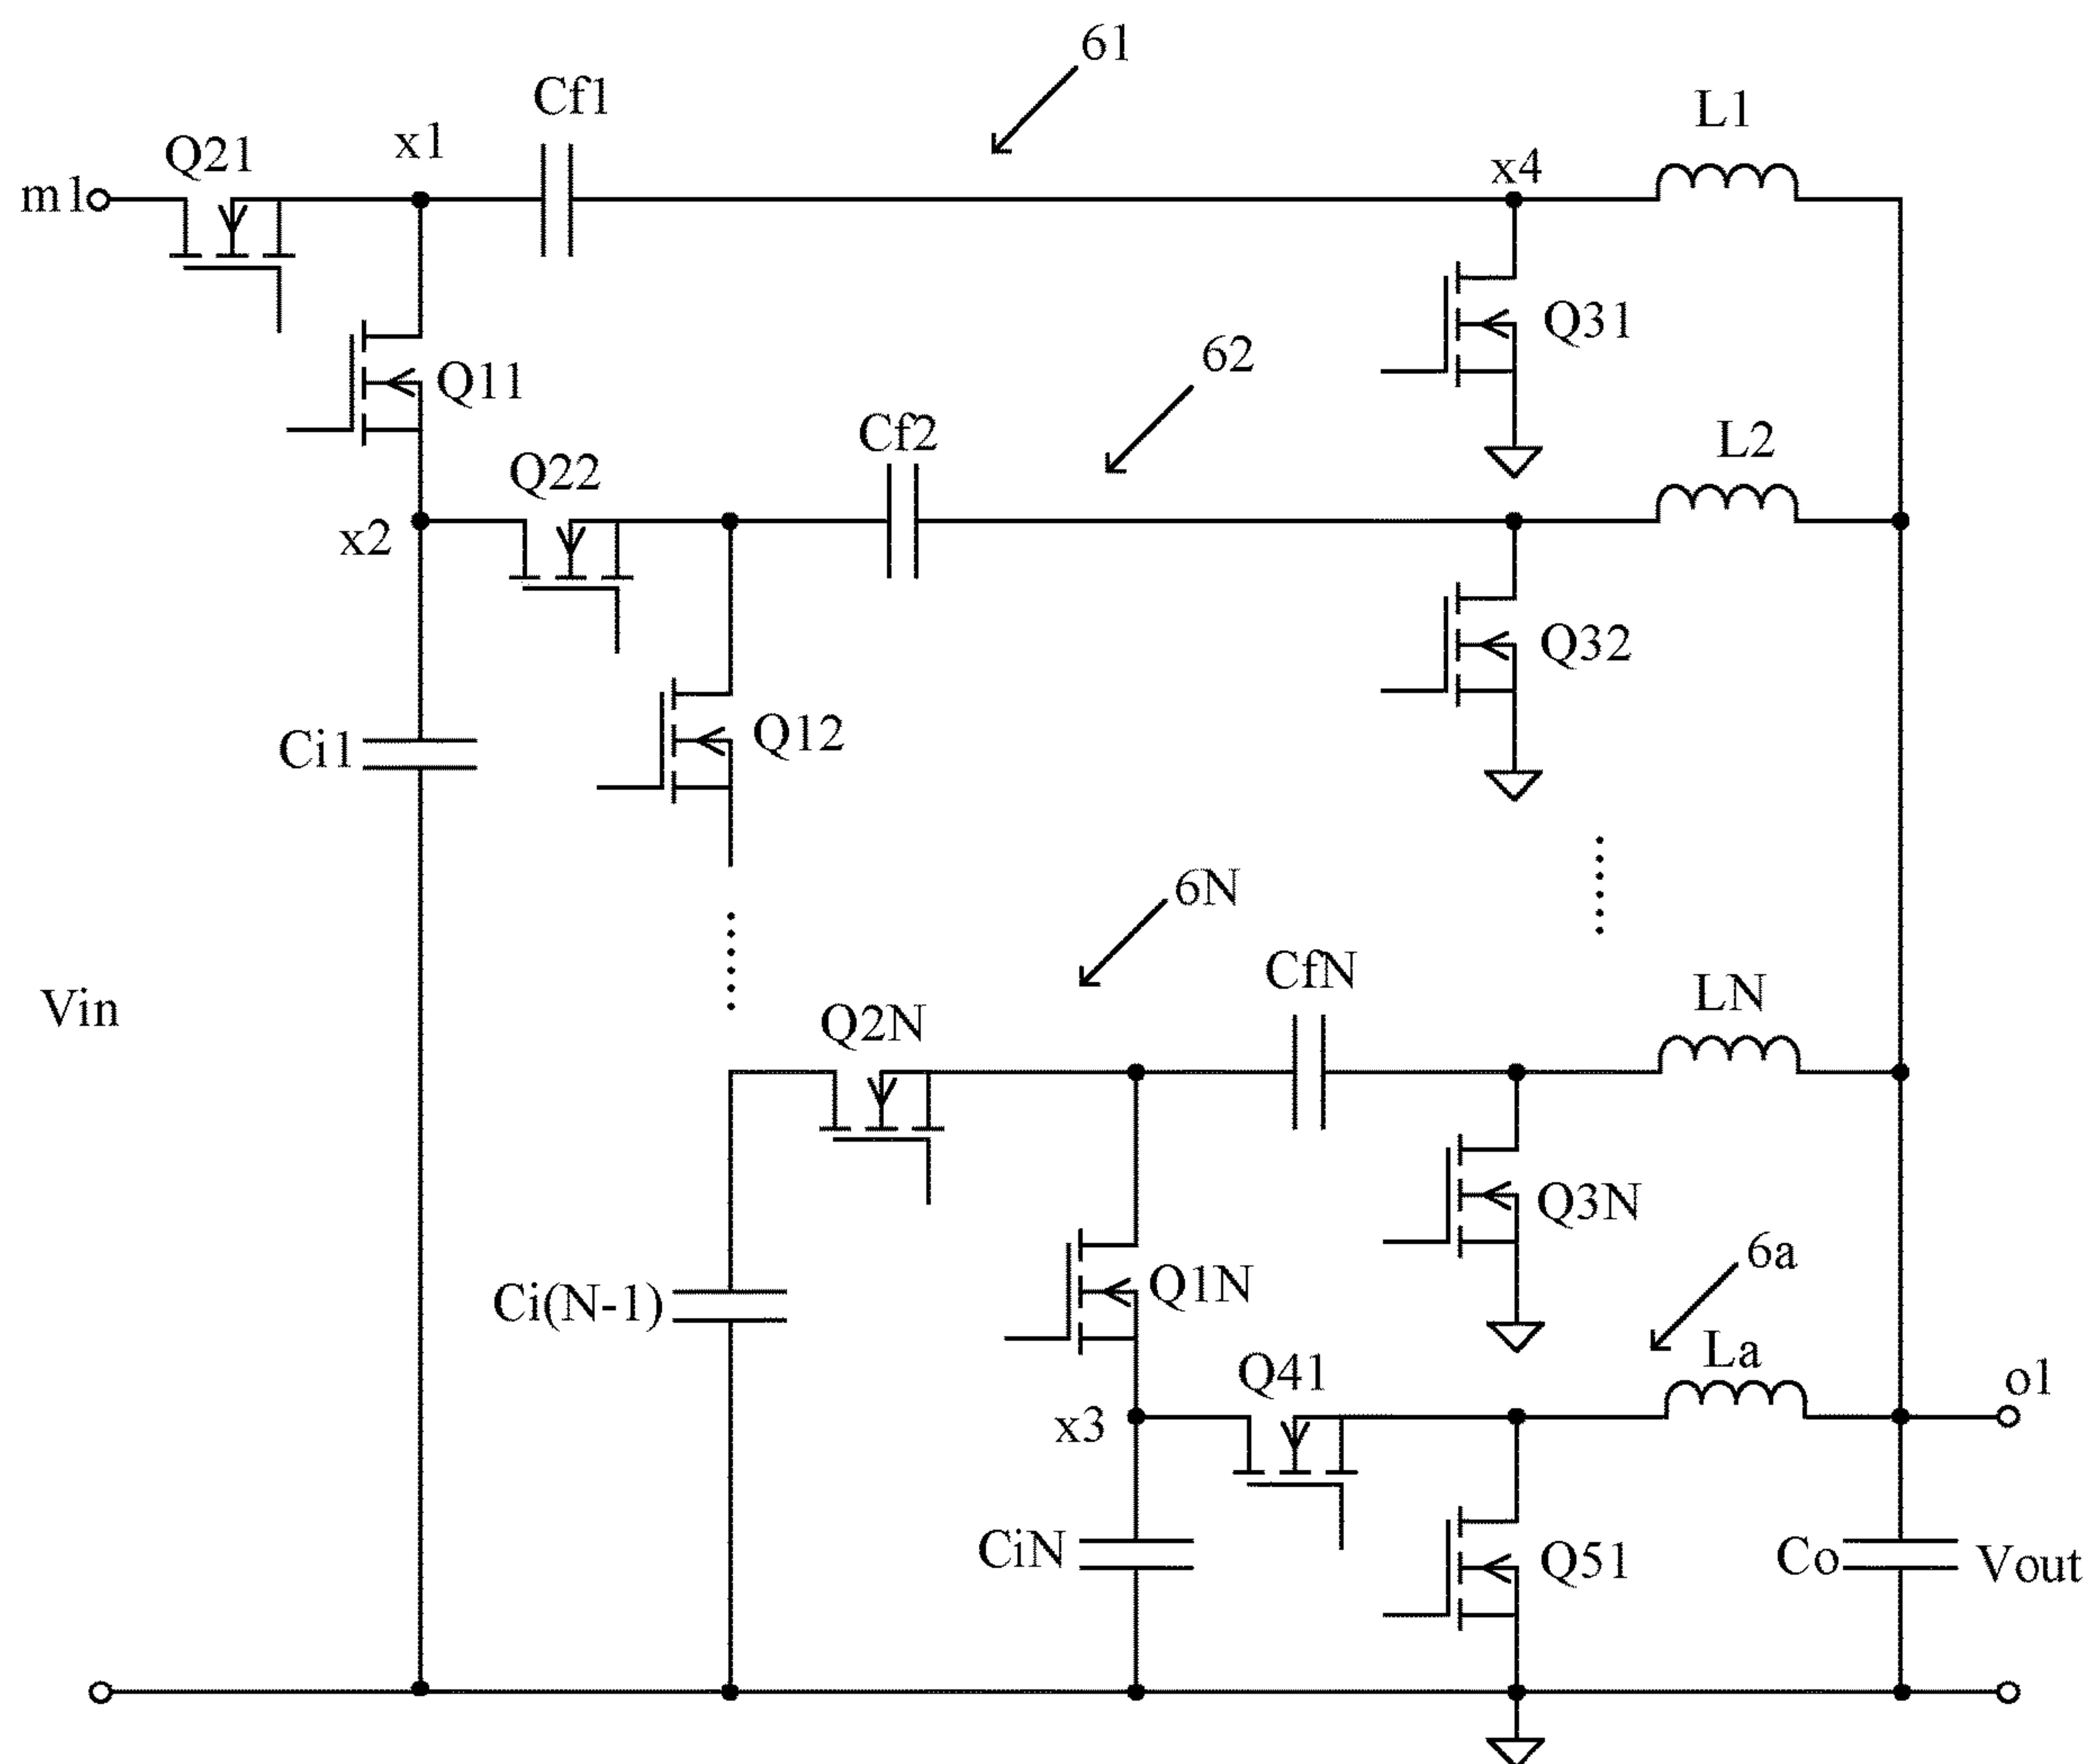 61
Cf1
L1
Q21
x1
x4
m1
Q31
62
Q11
Cf2
L2
Q22
x2
Q32
Q12
Ci1
6N
CfN
LN
Vin
Q2N
Q3N
6a
Q1N
Ci(N-1)
La
Q41
o1
x3
CiN
Q51
Co
Vout